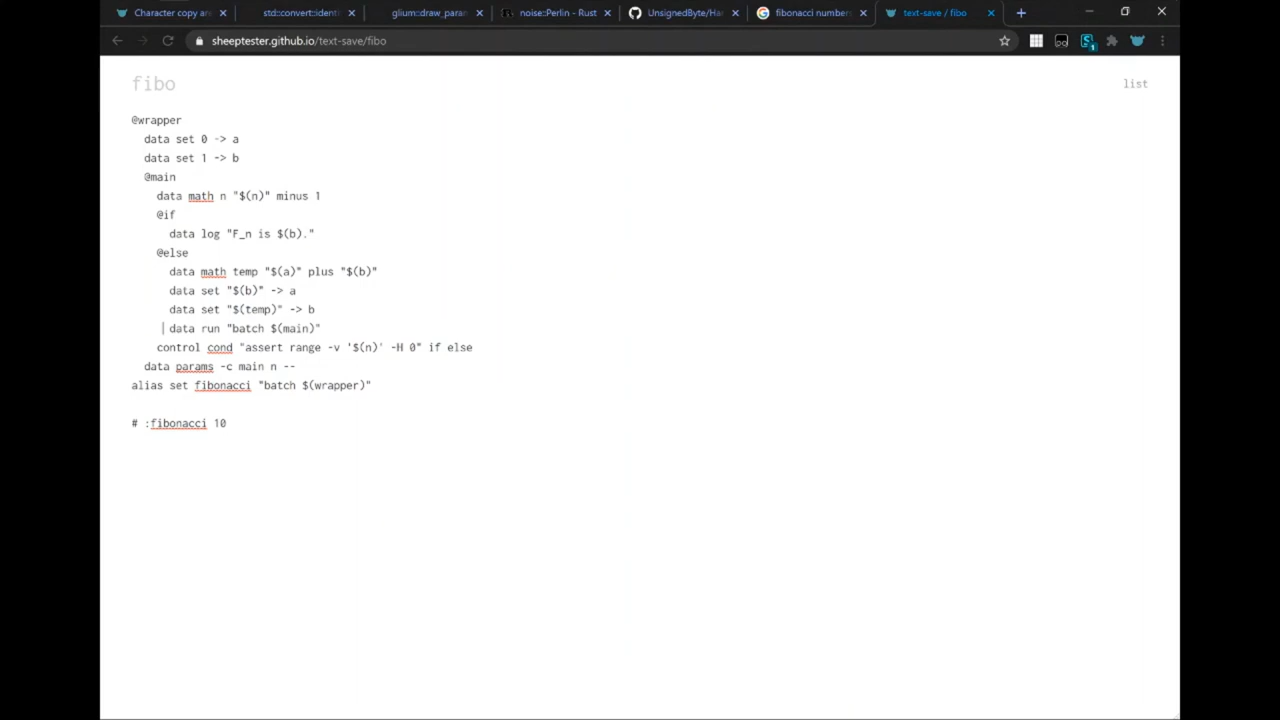 Character copy an
std::convert::identi
glium::draw_para
noise::Perlin - Rust
UnsignedByte/Ha
fibonacci numbers
text-save / fibo
sheeptester.github.io/text-save/fibo
fibo
list
@wrapper
data set 0 -> a
data set 1 -> b
@main
data math n "$(n)" minus 1
@if
data log "F_n is $(b)."
@else
data math temp "$(a)" plus "$(b)"
data set "$(b)" -> a
data set "$(temp)" -> b
data run "batch $(main)"
control cond "assert range -v '$(n)' -H 0" if else
data params -c main n --
alias set fibonacci "batch $(wrapper)"
# :fibonacci 10